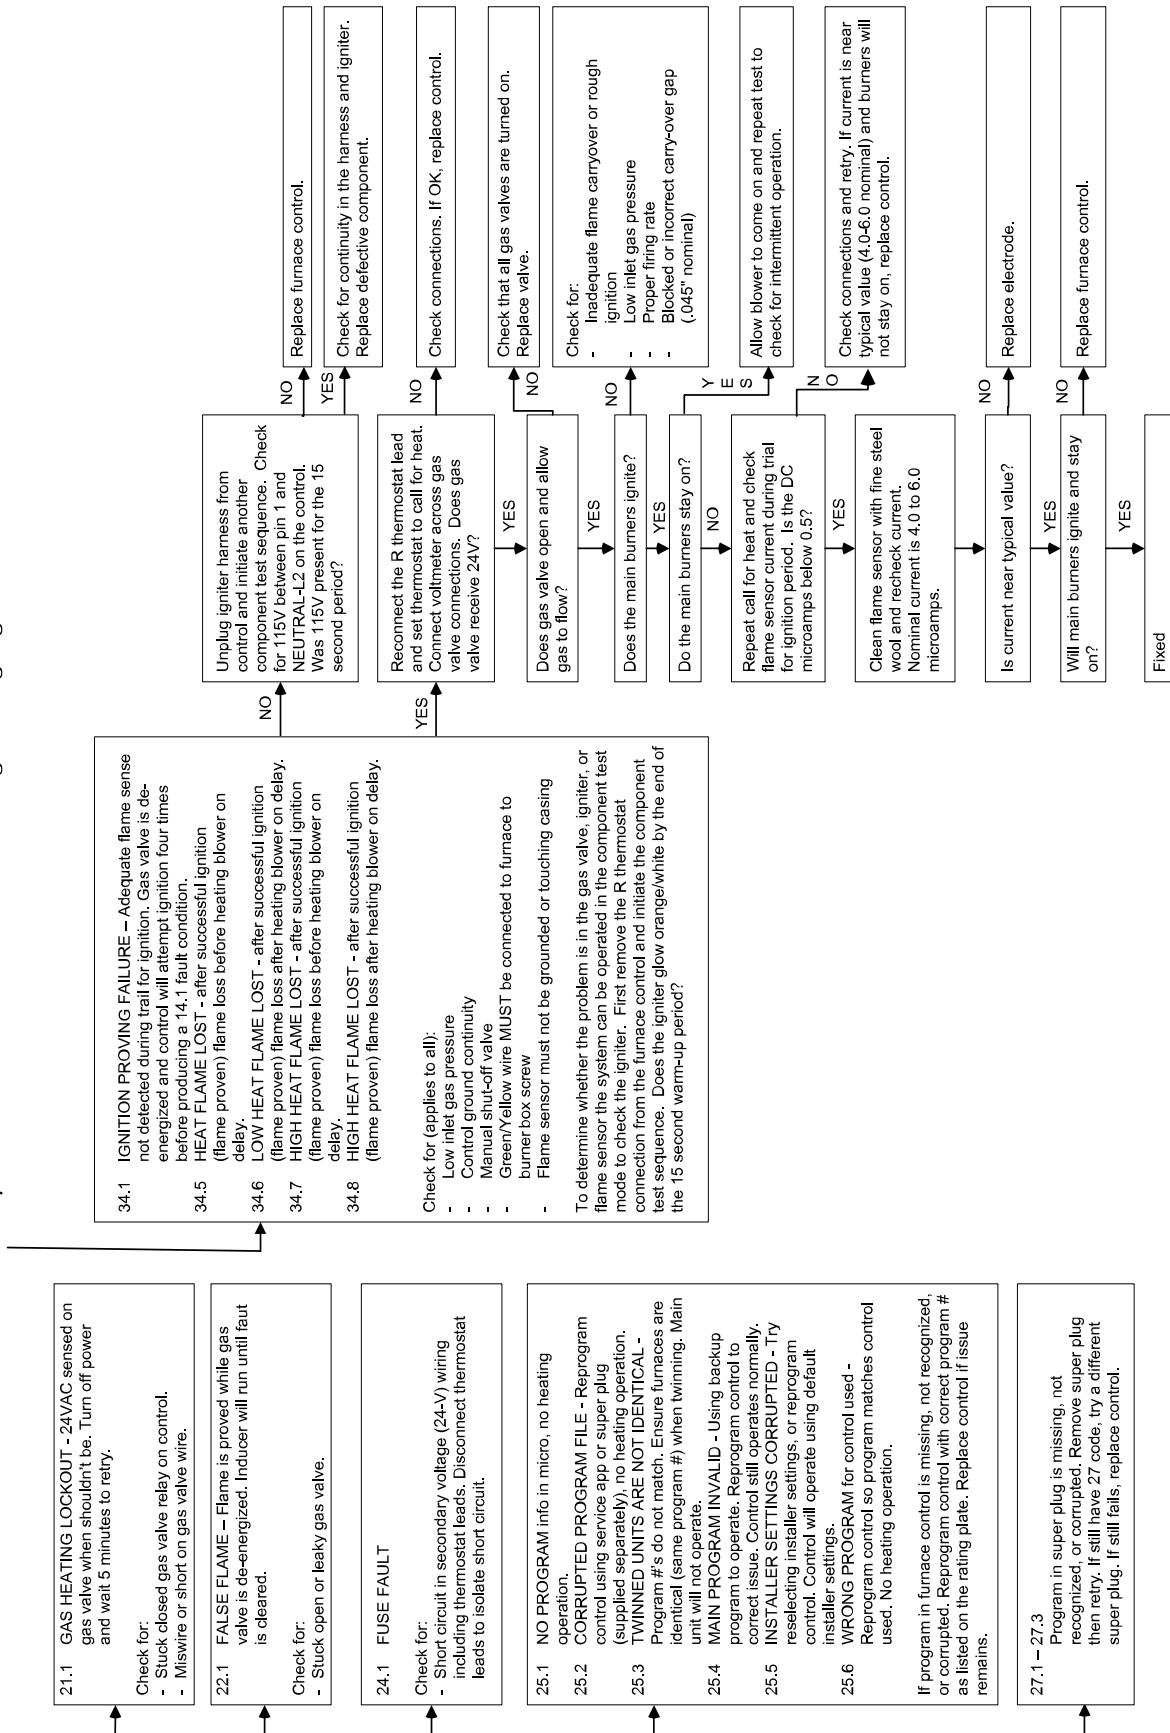 21.1 GAS HEATING LOCKOUT - 24VAC sensed on
gas valve when shouldn't be. Turn off power
and wait 5 minutes to retry.
Check for:
- Stuck closed gas valve relay on control.
- Miswire or short on gas valve wire.
22.1 FALSE FLAME – Flame is proved while gas
valve is de-energized. Inducer will run until faut
is cleared.
Check for:
- Stuck open or leaky gas valve.
24.1 FUSE FAULT
Check for:
- Short circuit in secondary voltage (24-V) wiring
including thermostat leads. Disconnect thermostat
leads to isolate short circuit.
25.1 NO PROGRAM info in micro, no heating
operation.
25.2 CORRUPTED PROGRAM FILE - Reprogram
control using service app or super plug
(supplied separately), no heating operation.
25.3 TWINNED UNITS ARE NOT IDENTICAL -
Program #'s do not match. Ensure furnaces are
identical (same program #) when twinning. Main
unit will not operate.
25.4 MAIN PROGRAM INVALID - Using backup
program to operate. Reprogram control to
correct issue. Control still operates normally.
25.5 INSTALLER SETTINGS CORRUPTED - Try
reselecting installer settings, or reprogram
control. Control will operate using default
installer settings.
25.6 WRONG PROGRAM for control used -
Reprogram control so program matches control
used. No heating operation.
If program in furnace control is missing, not recognized,
or corrupted. Reprogram control with correct program #
as listed on the rating plate. Replace control if issue
remains.
27.1 – 27.3
Program in super plug is missing, not
recognized, or corrupted. Remove super plug
then retry. If still have 27 code, try a different
super plug. If still fails, replace control.
34.1 IGNITION PROVING FAILURE – Adequate flame sense
not detected during trail for ignition. Gas valve is de-
energized and control will attempt ignition four times
before producing a 14.1 fault condition.
34.5 HEAT FLAME LOST - after successful ignition
(flame proven) flame loss before heating blower on
delay.
34.6 LOW HEAT FLAME LOST - after successful ignition
(flame proven) flame loss after heating blower on delay.
34.7 HIGH HEAT FLAME LOST - after successful ignition
(flame proven) flame loss before heating blower on
delay.
34.8 HIGH HEAT FLAME LOST - after successful ignition
(flame proven) flame loss after heating blower on delay.
Check for (applies to all):
- Low inlet gas pressure
- Control ground continuity
- Manual shut-off valve
- Green/Yellow wire MUST be connected to furnace to
burner box screw
- Flame sensor must not be grounded or touching casing
To determine whether the problem is in the gas valve, igniter, or
flame sensor the system can be operated in the component test
mode to check the igniter. First remove the R thermostat
connection from the furnace control and initiate the component
test sequence. Does the igniter glow orange/white by the end of
the 15 second warm-up period?
NO
YES
Unplug igniter harness from
control and initiate another
component test sequence. Check
for 115V between pin 1 and
NEUTRAL-L2 on the control.
Was 115V present for the 15
second period?
NO
Replace furnace control.
YES
Check for continuity in the harness and igniter.
Replace defective component.
Reconnect the R thermostat lead
and set thermostat to call for heat.
Connect voltmeter across gas
valve connections. Does gas
valve receive 24V?
NO
Check connections. If OK, replace control.
YES
Does gas valve open and allow
gas to flow?
NO
Check that all gas valves are turned on.
Replace valve.
YES
Does the main burners ignite?
NO
Check for:
- Inadequate flame carryover or rough
ignition
- Low inlet gas pressure
- Proper firing rate
- Blocked or incorrect carry-over gap
(.045" nominal)
YES
Do the main burners stay on?
YES
Allow blower to come on and repeat test to
check for intermittent operation.
NO
Repeat call for heat and check
flame sensor current during trial
for ignition period. Is the DC
microamps below 0.5?
NO
Check connections and retry. If current is near
typical value (4.0-6.0 nominal) and burners will
not stay on, replace control.
YES
Clean flame sensor with fine steel
wool and recheck current.
Nominal current is 4.0 to 6.0
microamps.
Is current near typical value?
NO
Replace electrode.
YES
Will main burners ignite and stay
on?
NO
Replace furnace control.
YES
Fixed